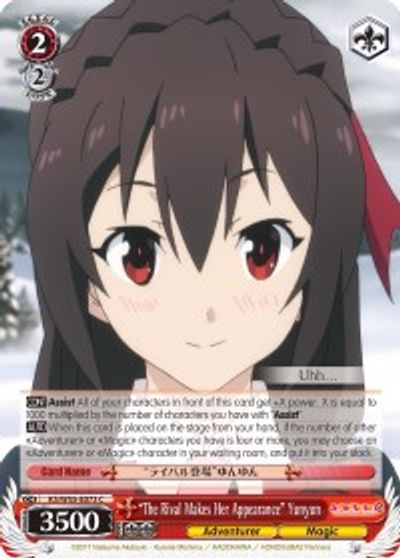 2
2
Uhh...
CONT Assist All of your characters in front of this card get +X power. X is equal to
1000 multiplied by the number of characters you have with "Assist".
AUTO When this card is placed on the stage from your hand, if the number of other
«Adventurer» or «Magic» characters you have is four or more, you may choose an
«Adventurer» or «Magic» character in your waiting room, and put it into your stock.
Card Name
"ライバル登場"ゆんゆん
3500
"The Rival Makes Her Appearance" Yunyun
Adventurer
Magic